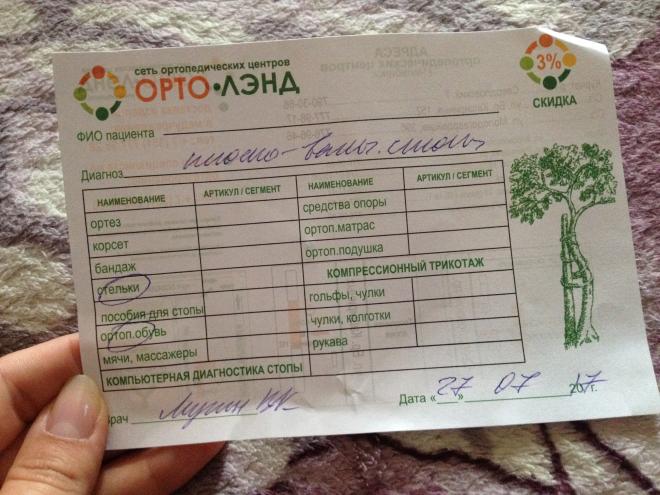 сеть ортопедических центров
ОРТО•ЛЭНД
3%
СКИДКА
ФИО пациента
Диагноз плоско-вальг. стопы
НАИМЕНОВАНИЕ АРТИКУЛ / СЕГМЕНТ НАИМЕНОВАНИЕ АРТИКУЛ / СЕГМЕНТ
ортез средства опоры
корсет ортоп.матрас
бандаж ортоп.подушка
стельки КОМПРЕССИОННЫЙ ТРИКОТАЖ
пособия для стопы гольфы, чулки
ортоп.обувь чулки, колготки
мячи, массажеры рукава
КОМПЬЮТЕРНАЯ ДИАГНОСТИКА СТОПЫ
Врач Дата «27» 07 2017г.